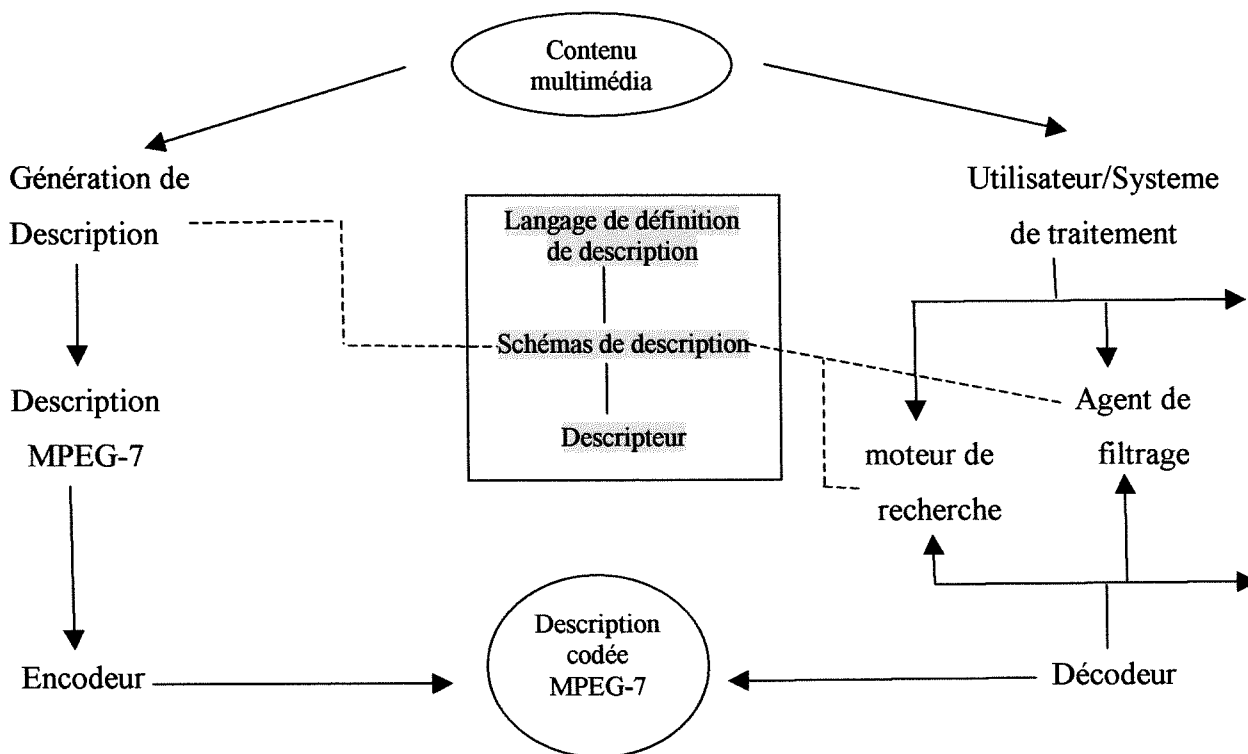 Contenu
multimédia
Génération de
Description
Utilisateur/Systeme
de traitement
Langage de définition
de description
Schémas de description
Descripteur
Description
MPEG-7
Agent de
filtrage
moteur de
recherche
Encodeur
Description
codée
MPEG-7
Décodeur